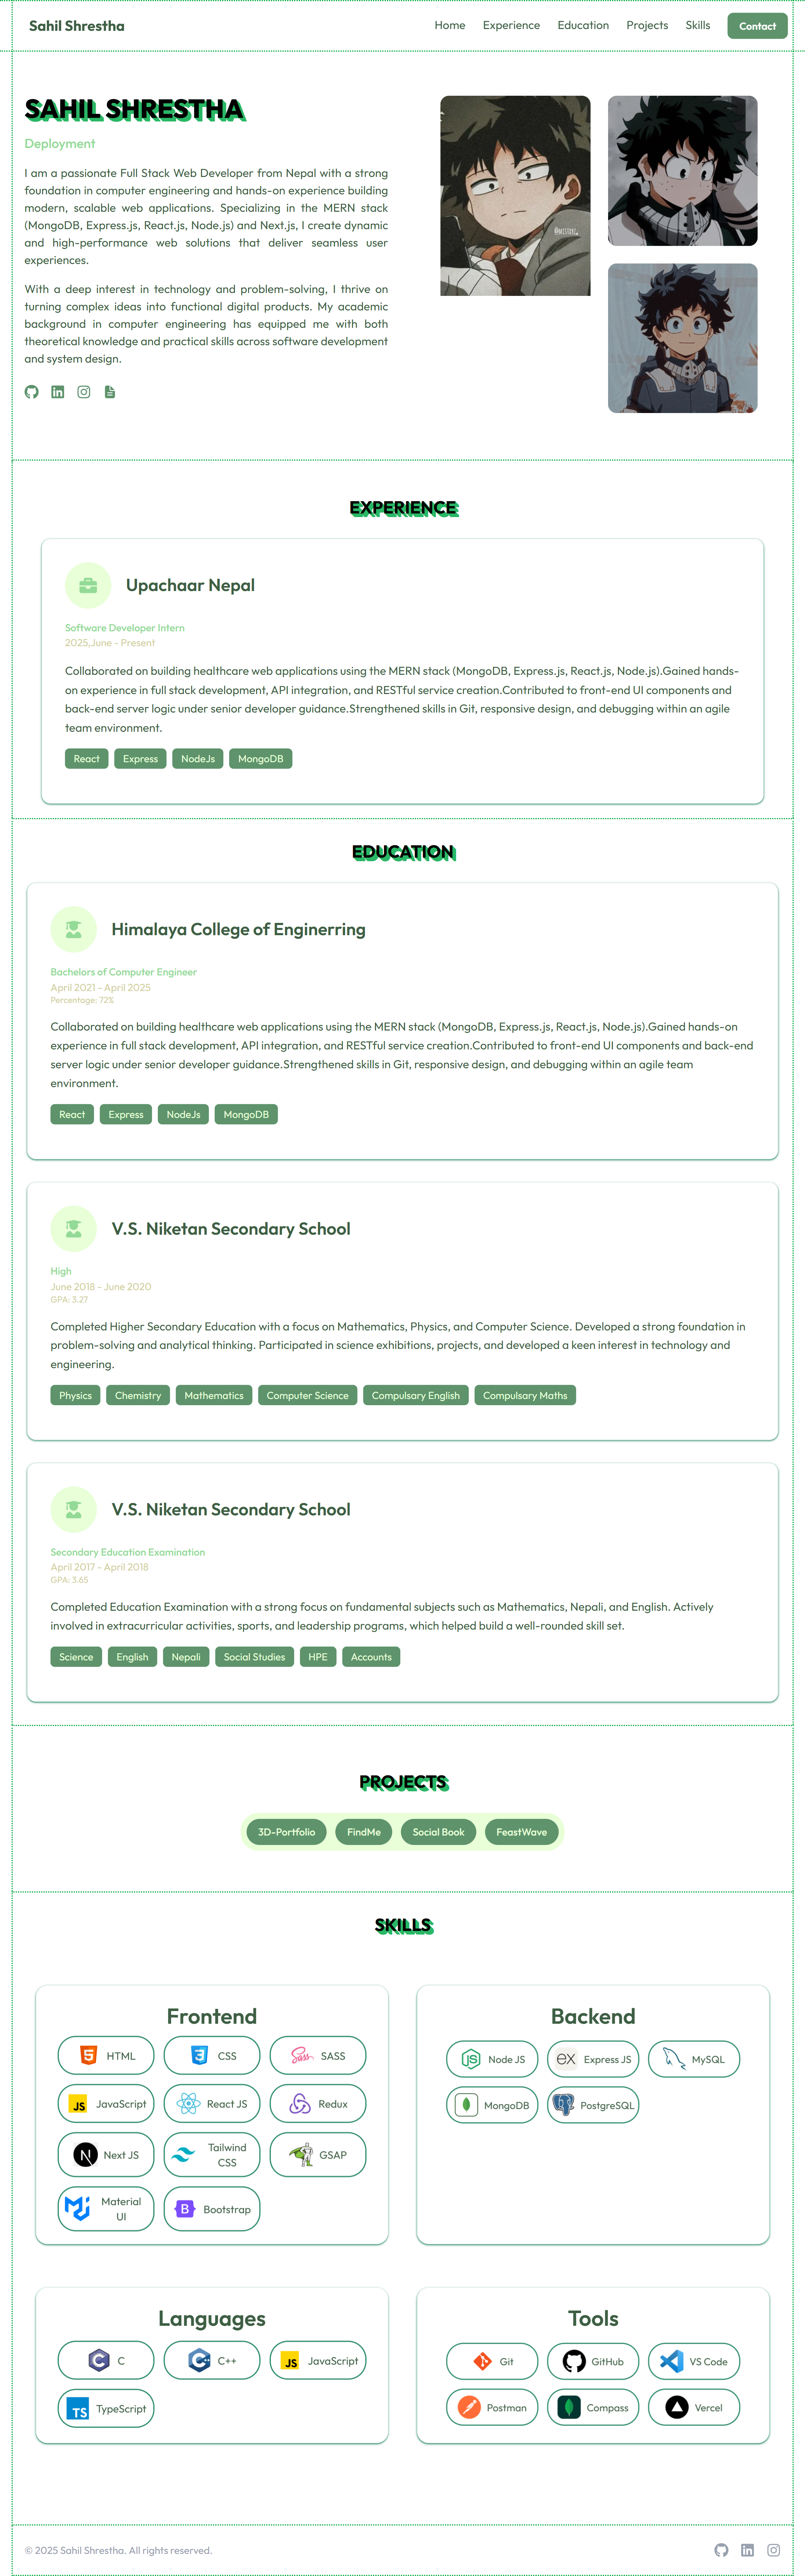 Sahil Shrestha
Home Experience Education Projects Skills Contact
SAHIL SHRESTHA
Deployment
I am a passionate Full Stack Web Developer from Nepal with a strong
foundation in computer engineering and hands-on experience building
modern, scalable web applications. Specializing in the MERN stack
(MongoDB, Express.js, React.js, Node.js) and Next.js, I create dynamic
and high-performance web solutions that deliver seamless user
experiences.
With a deep interest in technology and problem-solving, I thrive on
turning complex ideas into functional digital products. My academic
background in computer engineering has equipped me with both
theoretical knowledge and practical skills across software development
and system design.
EXPERIENCE
Upachaar Nepal
Software Developer Intern
2025,June - Present
Collaborated on building healthcare web applications using the MERN stack (MongoDB, Express.js, React.js, Node.js).Gained hands-
on experience in full stack development, API integration, and RESTful service creation.Contributed to front-end UI components and
back-end server logic under senior developer guidance.Strengthened skills in Git, responsive design, and debugging within an agile
team environment.
React Express NodeJs MongoDB
EDUCATION
Himalaya College of Enginerring
Bachelors of Computer Engineer
April 2021 - April 2025
Percentage: 72%
Collaborated on building healthcare web applications using the MERN stack (MongoDB, Express.js, React.js, Node.js).Gained hands-on
experience in full stack development, API integration, and RESTful service creation.Contributed to front-end UI components and back-end
server logic under senior developer guidance.Strengthened skills in Git, responsive design, and debugging within an agile team
environment.
React Express NodeJs MongoDB
V.S. Niketan Secondary School
High
June 2018 - June 2020
GPA: 3.27
Completed Higher Secondary Education with a focus on Mathematics, Physics, and Computer Science. Developed a strong foundation in
problem-solving and analytical thinking. Participated in science exhibitions, projects, and developed a keen interest in technology and
engineering.
Physics Chemistry Mathematics Computer Science Compulsary English Compulsary Maths
V.S. Niketan Secondary School
Secondary Education Examination
April 2017 - April 2018
GPA: 3.65
Completed Education Examination with a strong focus on fundamental subjects such as Mathematics, Nepali, and English. Actively
involved in extracurricular activities, sports, and leadership programs, which helped build a well-rounded skill set.
Science English Nepali Social Studies HPE Accounts
PROJECTS
3D-Portfolio FindMe Social Book FeastWave
SKILLS
Frontend
HTML CSS SASS
JavaScript React JS Redux
Next JS Tailwind CSS GSAP
Material UI Bootstrap
Backend
Node JS Express JS MySQL
MongoDB PostgreSQL
Languages
C C++ JavaScript
TypeScript
Tools
Git GitHub VS Code
Postman Compass Vercel
© 2025 Sahil Shrestha. All rights reserved.